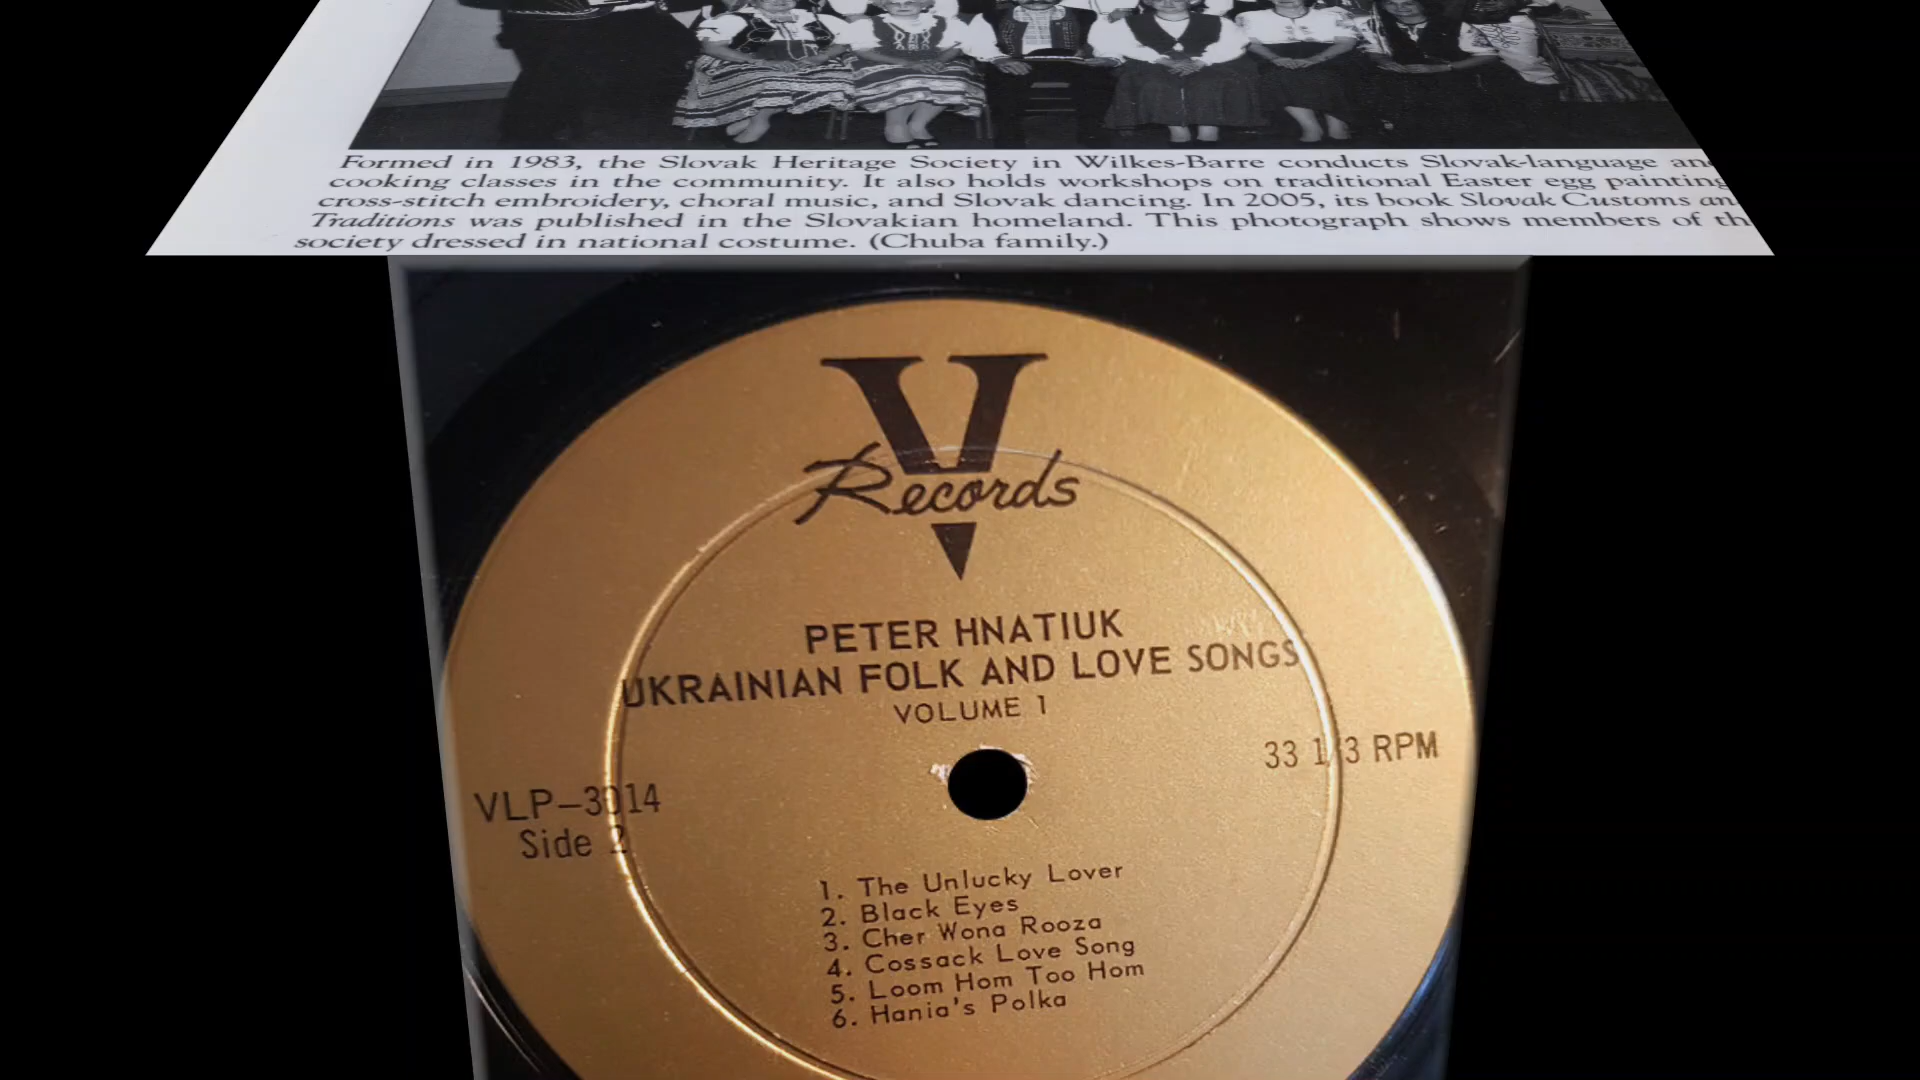 Formed in 1983, the Slovak Heritage Society in Wilkes-Barre conducts Slovak-language
cooking classes in the community. It also holds workshops on traditional Easter egg painting
cross-stitch embroidery, choral music, and Slovak dancing. In 2005, its book Slovak Customs
Traditions was published in the Slovakian homeland. This photograph shows members of
society dressed in national costume. (Chuba family.)
V
Records
PETER HNATIUK
UKRAINIAN FOLK AND LOVE SONGS
VOLUME 1
33 1/3 RPM
VLP-3014
Side 2
1. The Unlucky Lover
2. Black Eyes
3. Cher Wona Rooza
4. Cossack Love Song
5. Loom Hom Too Hom
6. Hania's Polka